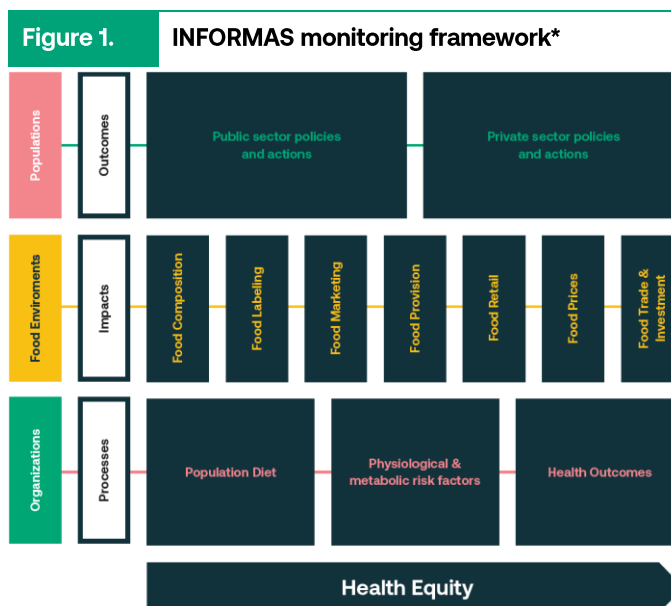 Figure 1.
INFORMAS monitoring framework*
Populations
Outcomes
Public sector policies
and actions
Private sector policies
and actions
Food Enviroments
Impacts
Food Composition
Food Labeling
Food Marketing
Food Provision
Food Retail
Food Prices
Food Trade &
Investment
Organizations
Processes
Population Diet
Physiological &
metabolic risk factors
Health Outcomes
Health Equity